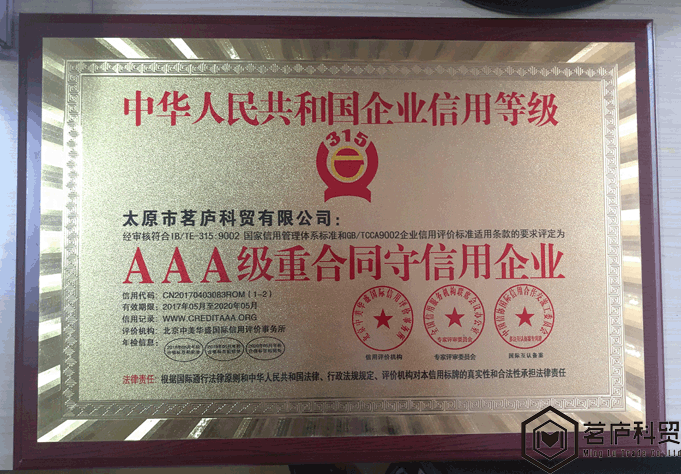 中华人民共和国企业信用等级
315
太原市茗庐科贸有限公司：
经审核符合IB/TE-315:9002 国家信用管理体系标准和GB/TCCA9002企业信用评价标准适用条款的要求评定为
AAA级重合同守信用企业
信用代码：CN20170403083ROM（1-2）
有效期限：2017年05月至2020年05月
信用记录：WWW.CREDITAAA.ORG
评价机构：北京中美华盛国际信用评价事务所
年检信息：
信用评价机构
专家评审委员会
国际互认备案
法律责任：根据国际通行法律原则和中华人民共和国法律、行政法规规定、评价机构对本信用标牌的真实性和合法性承担法律责任
茗庐科贸